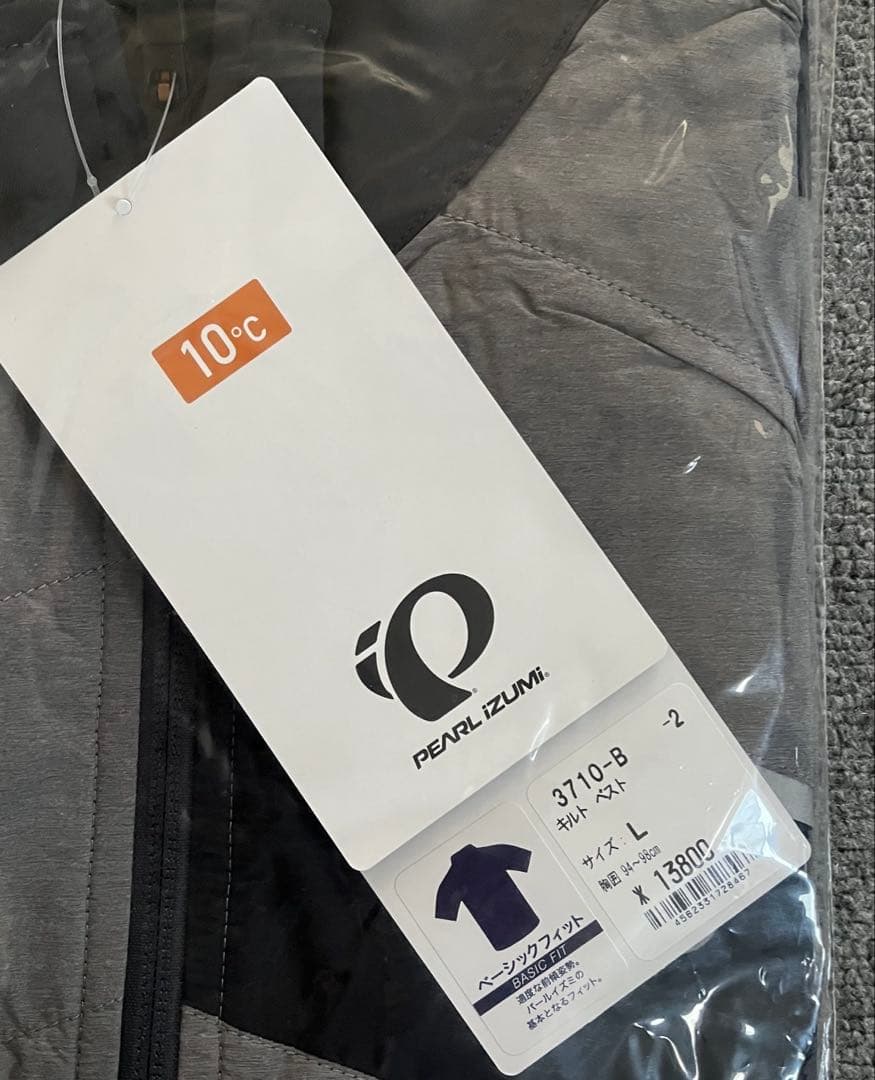 10°C
PEARL iZUMi®
3710-B -2
キルト ベスト
サイズ: L
胸囲 94~98cm
¥ 13800
4582331728487
ベーシックフィット
BASIC FIT
適度な前傾姿勢。
パールイズミの
基本となるフィット。